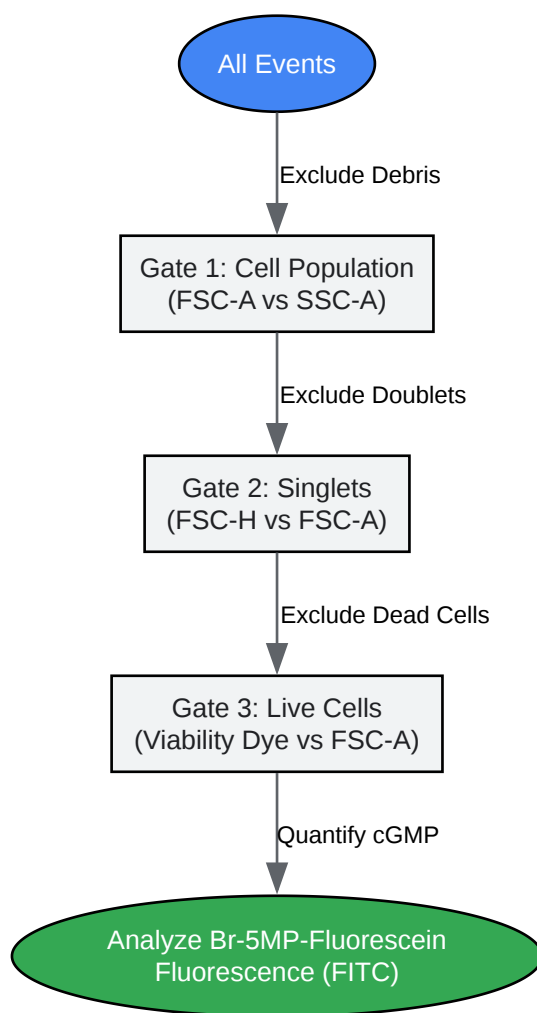 All Events
Exclude Debris
Gate 1: Cell Population
(FSC-A vs SSC-A)
Exclude Doublets
Gate 2: Singlets
(FSC-H vs FSC-A)
Exclude Dead Cells
Gate 3: Live Cells
(Viability Dye vs FSC-A)
Quantify cGMP
Analyze Br-5MP-Fluorescein
Fluorescence (FITC)